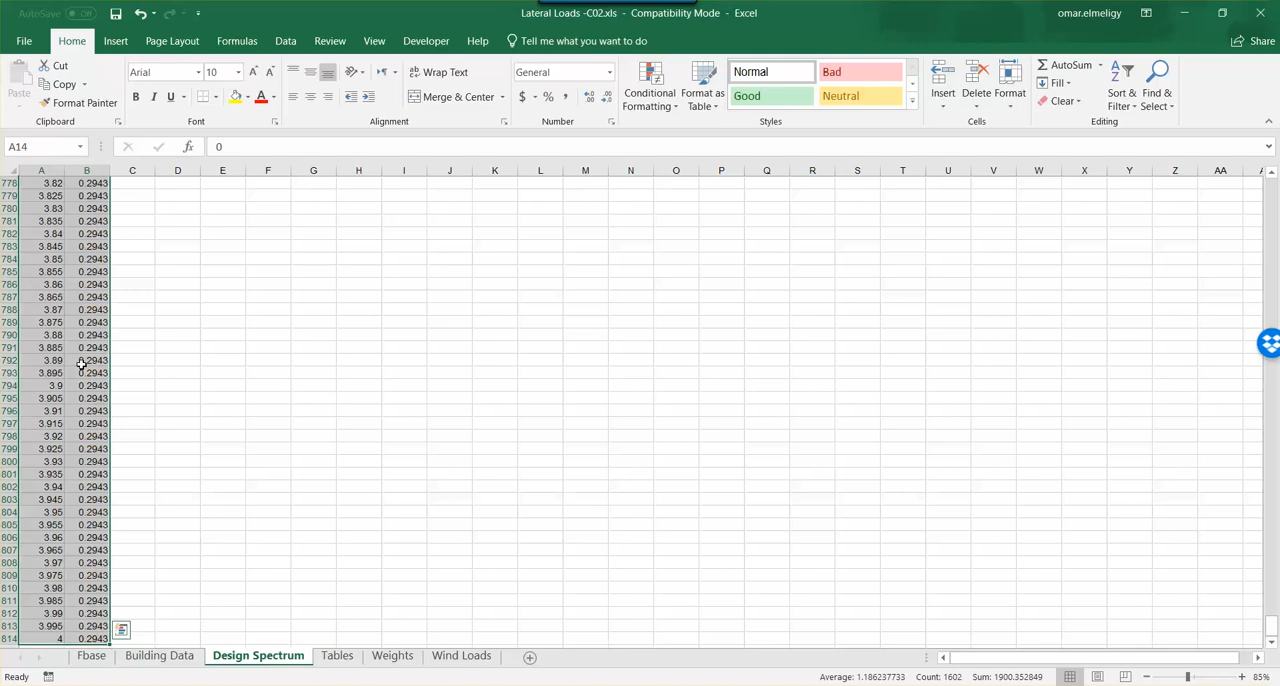 AutoSave Off
Lateral Loads -C02.xls - Compatibility Mode - Excel
omar.elmeligy
File Home Insert Page Layout Formulas Data Review View Developer Help Tell me what you want to do Share
Paste Cut Copy Format Painter Clipboard
Arial 10 B I U A Font
Wrap Text Merge & Center Alignment
General $ % , Number
Conditional Formatting Format as Table Normal Bad Good Neutral Styles
Insert Delete Format Cells
AutoSum Fill Clear Sort & Filter Find & Select Editing
A14 fx 0
A B C D E F G H I J K L M N O P Q R S T U V W X Y Z AA
778 3.82 0.2943
779 3.825 0.2943
780 3.83 0.2943
781 3.835 0.2943
782 3.84 0.2943
783 3.845 0.2943
784 3.85 0.2943
785 3.855 0.2943
786 3.86 0.2943
787 3.865 0.2943
788 3.87 0.2943
789 3.875 0.2943
790 3.88 0.2943
791 3.885 0.2943
792 3.89 0.2943
793 3.895 0.2943
794 3.9 0.2943
795 3.905 0.2943
796 3.91 0.2943
797 3.915 0.2943
798 3.92 0.2943
799 3.925 0.2943
800 3.93 0.2943
801 3.935 0.2943
802 3.94 0.2943
803 3.945 0.2943
804 3.95 0.2943
805 3.955 0.2943
806 3.96 0.2943
807 3.965 0.2943
808 3.97 0.2943
809 3.975 0.2943
810 3.98 0.2943
811 3.985 0.2943
812 3.99 0.2943
813 3.995 0.2943
814 4 0.2943
Fbase Building Data Design Spectrum Tables Weights Wind Loads
Ready Average: 1.186237733 Count: 1602 Sum: 1900.352849 85%